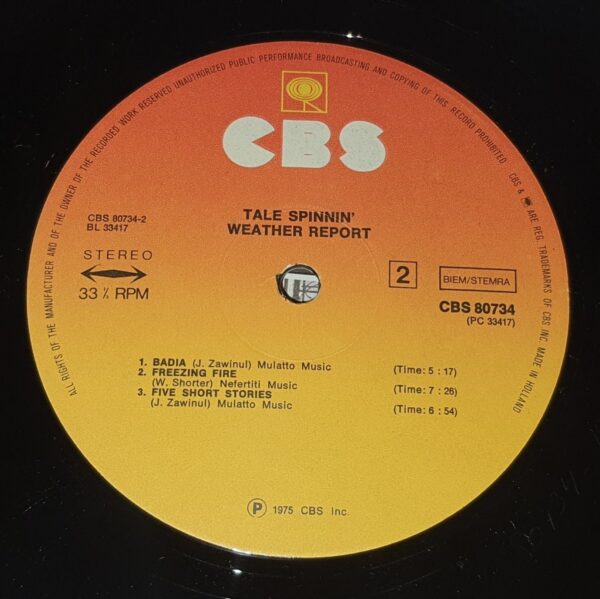 ALL RIGHTS OF THE MANUFACTURER AND OF THE OWNER OF THE RECORDED WORK RESERVED UNAUTHORIZED PUBLIC PERFORMANCE BROADCASTING AND COPYING OF THIS RECORD PROHIBITED CBS & ARE REG. TRADEMARKS OF CBS INC. MADE IN HOLLAND
CBS
TALE SPINNIN'
WEATHER REPORT
CBS 80734-2
BL 33417
STEREO
33 ⅓ RPM
2
BIEM/STEMRA
CBS 80734
(PC 33417)
1. BADIA (J. Zawinul) Mulatto Music (Time: 5 : 17)
2. FREEZING FIRE
(W. Shorter) Nefertiti Music (Time: 7 : 26)
3. FIVE SHORT STORIES
(J. Zawinul) Mulatto Music (Time: 6 : 54)
Ⓟ 1975 CBS Inc.